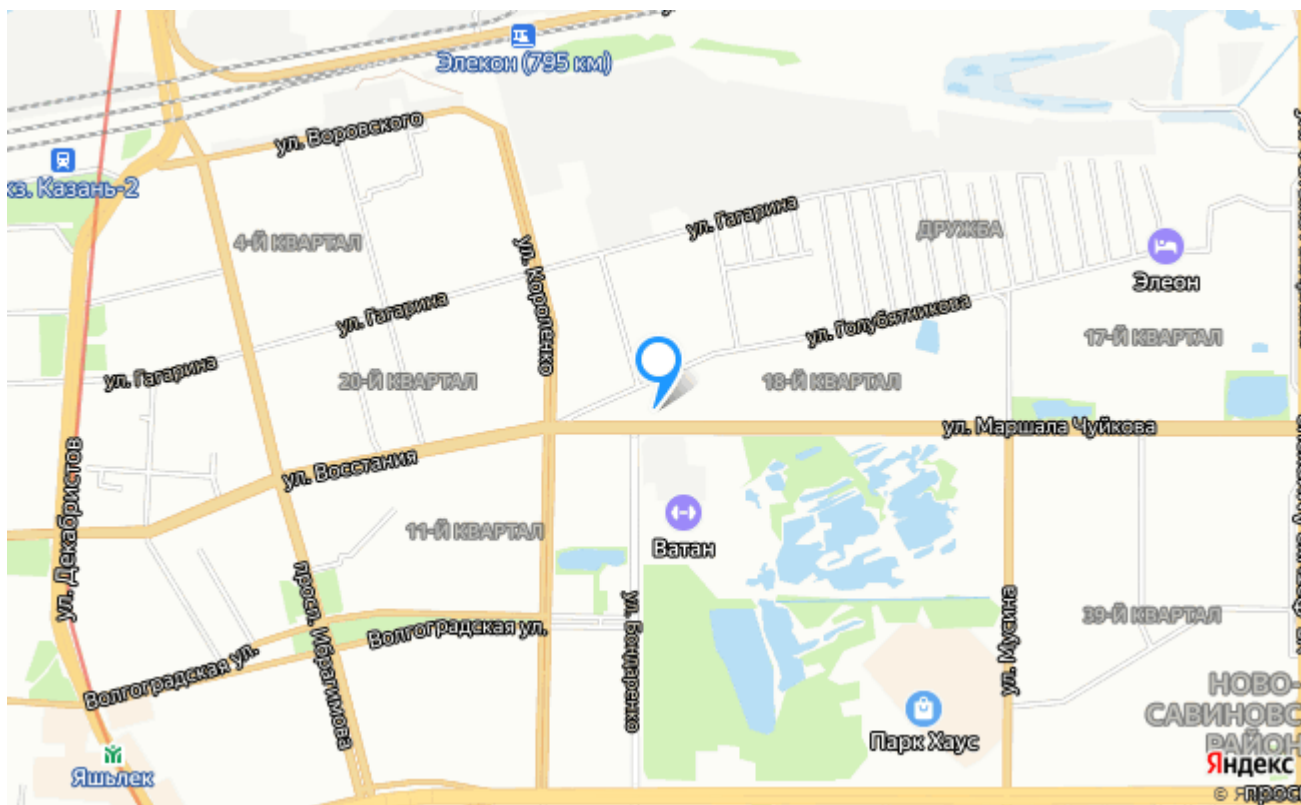 Элекон (795 км)
ул. Воровского
Казань-2
4-Й КВАРТАЛ
ул. Гагарина
ДРУЖБА
ул. Короленко
Элеон
ул. Гагарина
ул. Голубятникова
17-Й КВАРТАЛ
ул. Гагарина
20-Й КВАРТАЛ
18-Й КВАРТАЛ
ул. Маршала Чуйкова
ул. Восстания
ул. Декабристов
11-Й КВАРТАЛ
Ватан
просп. Ибрагимова
ул. Бондаренко
ул. Мусина
39-Й КВАРТАЛ
Волгоградская ул.
Волгоградская ул.
НОВО-
САВИНОВС
РАЙОН
Парк Хаус
Яшьлек
Яндекс